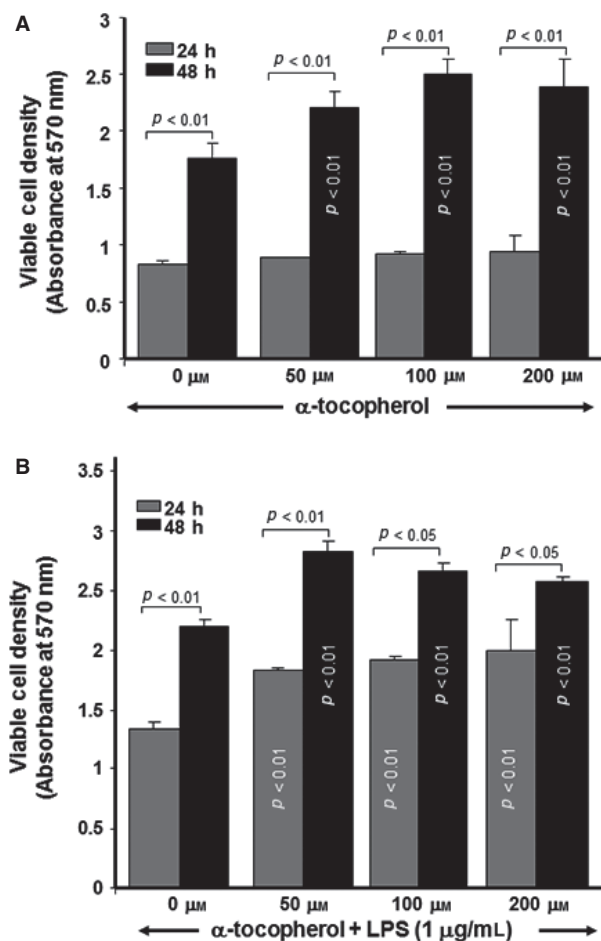 A
3
2.5
2
1.5
1
0.5
0
Viable cell density
(Absorbance at 570 nm)
24 h
48 h
p < 0.01
p < 0.01
p < 0.01
p < 0.01
p < 0.01
p < 0.01
p < 0.01
0 μM
50 μM
100 μM
200 μM
α-tocopherol
B
3.5
3
2.5
2
1.5
1
0.5
0
Viable cell density
(Absorbance at 570 nm)
24 h
48 h
p < 0.01
p < 0.01
p < 0.05
p < 0.05
p < 0.01
p < 0.01
p < 0.01
p < 0.01
p < 0.01
p < 0.01
0 μM
50 μM
100 μM
200 μM
α-tocopherol + LPS (1 μg/mL)